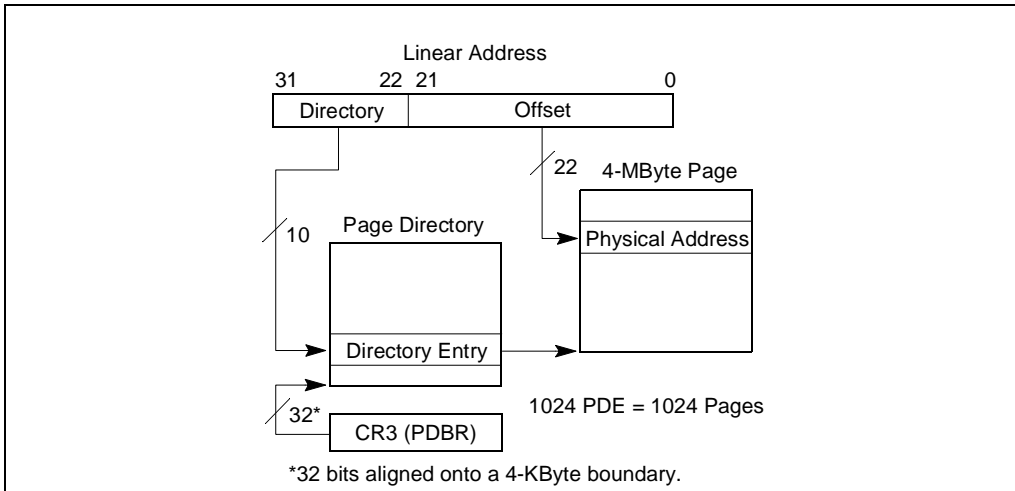 Linear Address
31 22 21 0
Directory Offset
22 4-MByte Page
10 Page Directory Physical Address
Directory Entry
1024 PDE = 1024 Pages
32*
CR3 (PDBR)
*32 bits aligned onto a 4-KByte boundary.